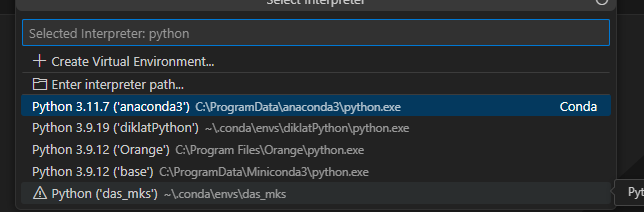 Select Interpreter
Selected Interpreter: python
+ Create Virtual Environment...
Enter interpreter path...
Python 3.11.7 ('anaconda3') C:\ProgramData\anaconda3\python.exe Conda
Python 3.9.19 ('diklatPython') ~\.conda\envs\diklatPython\python.exe
Python 3.9.12 ('Orange') C:\Program Files\Orange\python.exe
Python 3.9.12 ('base') C:\ProgramData\Miniconda3\python.exe
Python ('das_mks') ~\.conda\envs\das_mks